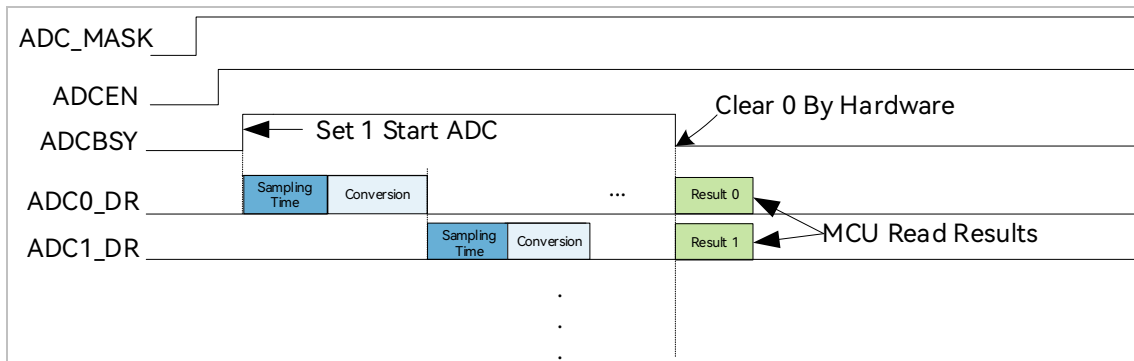 ADC_MASK
ADCEN
Clear 0 By Hardware
ADCBSY
Set 1 Start ADC
ADC0_DR
Sampling
Time
Conversion
...
Result 0
ADC1_DR
Sampling
Time
Conversion
Result 1
MCU Read Results
.
.
.